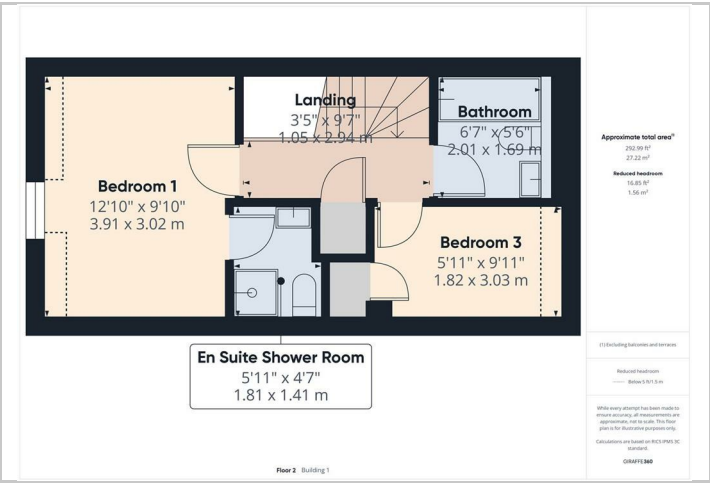 Landing
3'5" x 9'7"
1.05 x 2.94 m
Bathroom
6'7" x 5'6"
2.01 x 1.69 m
Bedroom 1
12'10" x 9'10"
3.91 x 3.02 m
Bedroom 3
5'11" x 9'11"
1.82 x 3.03 m
En Suite Shower Room
5'11" x 4'7"
1.81 x 1.41 m
Floor 2 Building 1
Approximate total area⁽¹⁾
292.99 ft²
27.22 m²
Reduced headroom
16.85 ft²
1.56 m²
(1) Excluding balconies and terraces
Reduced headroom
Below 5 ft/1.5 m
While every attempt has been made to
ensure accuracy, all measurements are
approximate, not to scale. This floor
plan is for illustrative purposes only.
Calculations are based on RICS IPMS 3C
standard.
GIRAFFE360